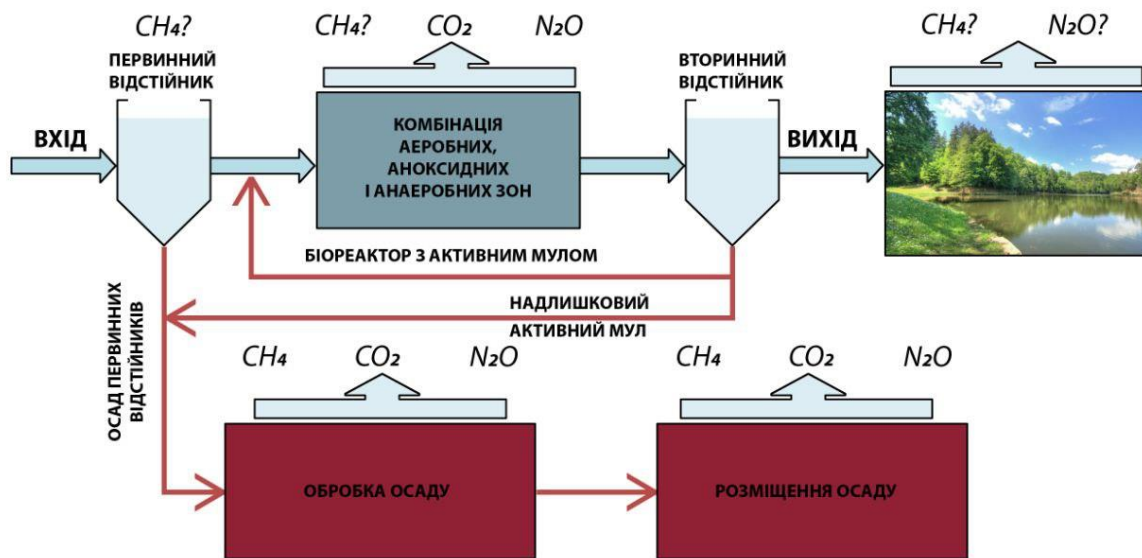 CH₄?
ПЕРВИННИЙ
ВІДСТІЙНИК
CH₄? CO₂ N₂O
ВТОРИННИЙ
ВІДСТІЙНИК
CH₄? N₂O?
ВХІД
КОМБІНАЦІЯ
АЕРОБНИХ,
АНОКСИДНИХ
І АНАЕРОБНИХ ЗОН
ВИХІД
БІОРЕАКТОР З АКТИВНИМ МУЛОМ
НАДЛИШКОВИЙ
АКТИВНИЙ МУЛ
ОСАД ПЕРВИННИХ
ВІДСТІЙНИКІВ
CH₄ CO₂ N₂O
CH₄ CO₂ N₂O
ОБРОБКА ОСАДУ
РОЗМІЩЕННЯ ОСАДУ